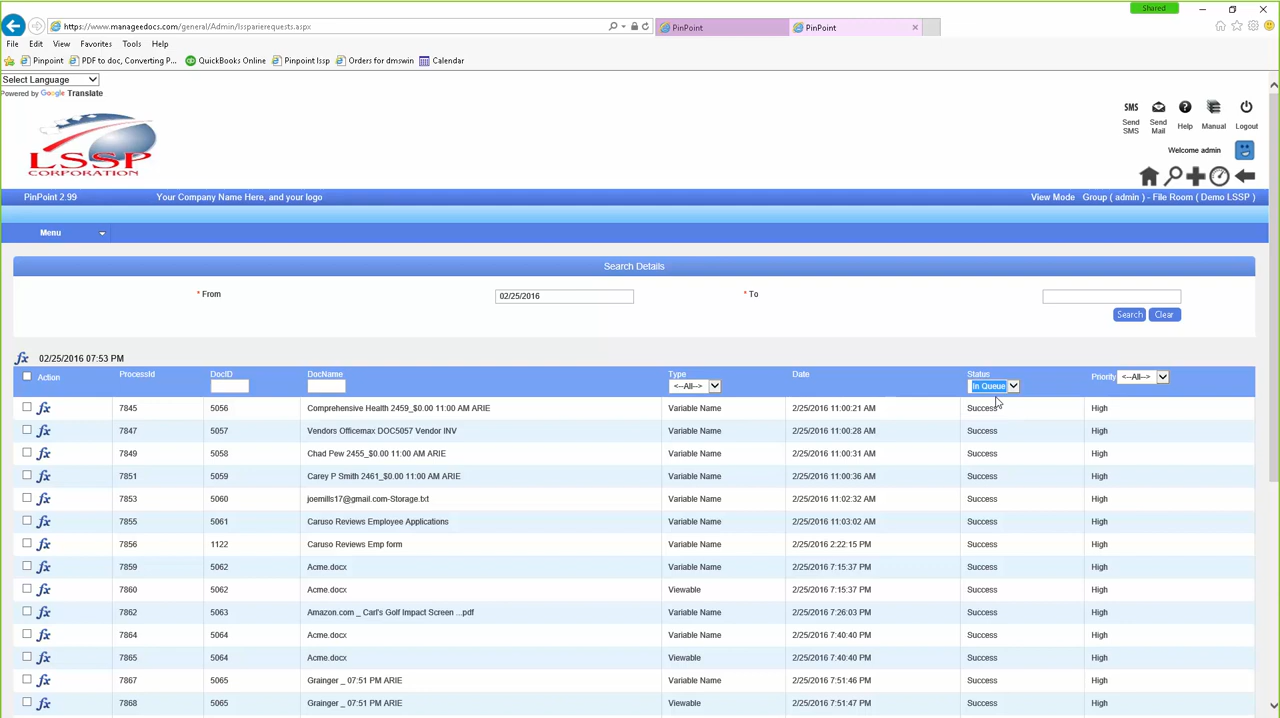 Shared
https://www.manageedocs.com/general/Admin/lssparierequests.aspx
PinPoint
PinPoint
File Edit View Favorites Tools Help
Pinpoint PDF to doc, Converting P... QuickBooks Online Pinpoint lssp Orders for dmswin Calendar
Select Language
Powered by Google Translate
LSSP
CORPORATION
SMS
Send SMS
Send Mail
Help
Manual
Logout
Welcome admin
PinPoint 2.99 Your Company Name Here, and your logo View Mode Group ( admin ) - File Room ( Demo LSSP )
Menu
Search Details
* From 02/25/2016 * To
Search Clear
fx 02/25/2016 07:53 PM
Action ProcessId DocID DocName Type <--All--> Date Status In Queue Priority <--All-->
fx 7845 5056 Comprehensive Health 2459_$0.00 11:00 AM ARIE Variable Name 2/25/2016 11:00:21 AM Success High
fx 7847 5057 Vendors Officemax DOC5057 Vendor INV Variable Name 2/25/2016 11:00:28 AM Success High
fx 7849 5058 Chad Pew 2455_$0.00 11:00 AM ARIE Variable Name 2/25/2016 11:00:31 AM Success High
fx 7851 5059 Carey P Smith 2461_$0.00 11:00 AM ARIE Variable Name 2/25/2016 11:00:36 AM Success High
fx 7853 5060 joemills17@gmail.com-Storage.txt Variable Name 2/25/2016 11:02:32 AM Success High
fx 7855 5061 Caruso Reviews Employee Applications Variable Name 2/25/2016 11:03:02 AM Success High
fx 7856 1122 Caruso Reviews Emp form Variable Name 2/25/2016 2:22:15 PM Success High
fx 7859 5062 Acme.docx Variable Name 2/25/2016 7:15:37 PM Success High
fx 7860 5062 Acme.docx Viewable 2/25/2016 7:15:37 PM Success High
fx 7862 5063 Amazon.com _ Carl's Golf Impact Screen ...pdf Variable Name 2/25/2016 7:26:03 PM Success High
fx 7864 5064 Acme.docx Variable Name 2/25/2016 7:40:40 PM Success High
fx 7865 5064 Acme.docx Viewable 2/25/2016 7:40:40 PM Success High
fx 7867 5065 Grainger _ 07:51 PM ARIE Variable Name 2/25/2016 7:51:46 PM Success High
fx 7868 5065 Grainger _ 07:51 PM ARIE Viewable 2/25/2016 7:51:47 PM Success High